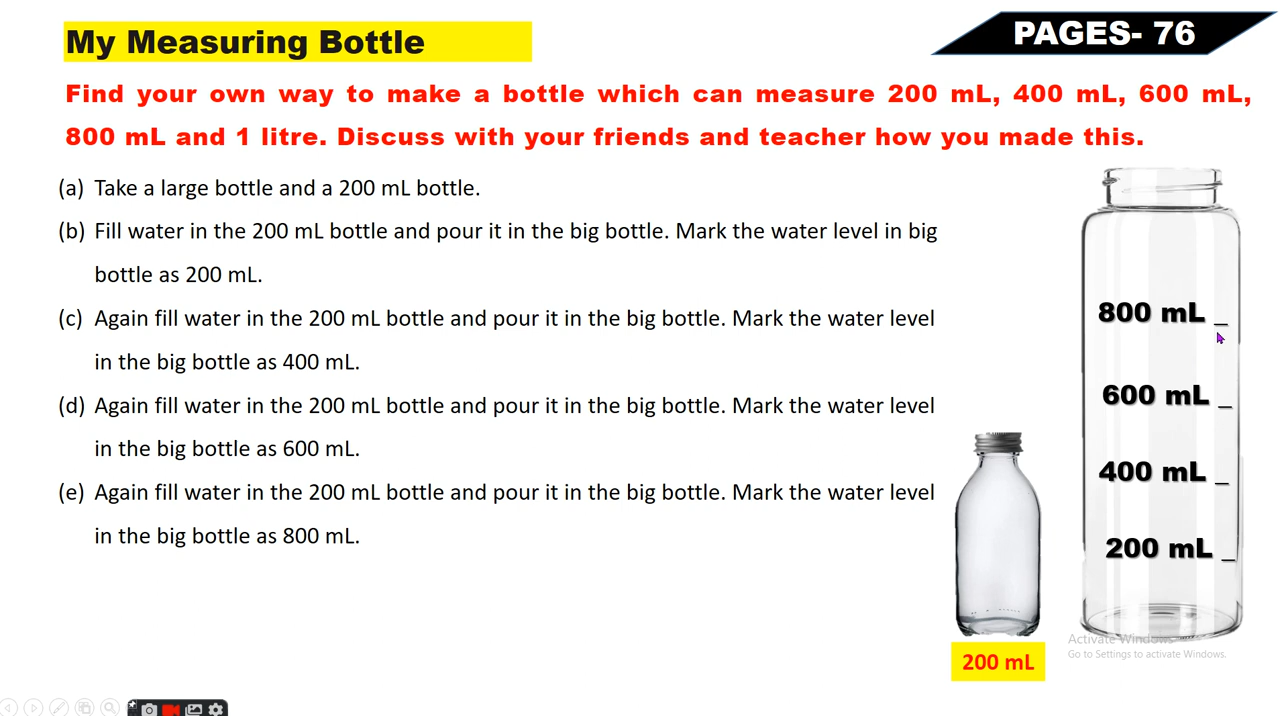 My Measuring Bottle
PAGES- 76
Find your own way to make a bottle which can measure 200 mL, 400 mL, 600 mL,
800 mL and 1 litre. Discuss with your friends and teacher how you made this.
(a) Take a large bottle and a 200 mL bottle.
(b) Fill water in the 200 mL bottle and pour it in the big bottle. Mark the water level in big
bottle as 200 mL.
(c) Again fill water in the 200 mL bottle and pour it in the big bottle. Mark the water level
in the big bottle as 400 mL.
(d) Again fill water in the 200 mL bottle and pour it in the big bottle. Mark the water level
in the big bottle as 600 mL.
(e) Again fill water in the 200 mL bottle and pour it in the big bottle. Mark the water level
in the big bottle as 800 mL.
800 mL _
600 mL _
400 mL _
200 mL _
200 mL
Activate Windows
Go to Settings to activate Windows.